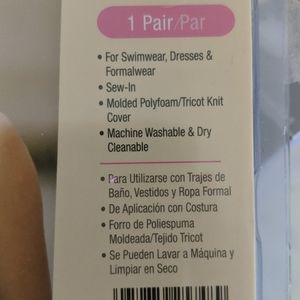 1 Pair/Par
• For Swimwear, Dresses &
Formalwear
• Sew-In
• Molded Polyfoam/Tricot Knit
Cover
• Machine Washable & Dry
Cleanable
• Para Utilizarse con Trajes de
Baño, Vestidos y Ropa Formal
• De Aplicación con Costura
• Forro de Poliespuma
Moldeada/Tejido Tricot
• Se Pueden Lavar a Máquina y
Limpiar en Seco